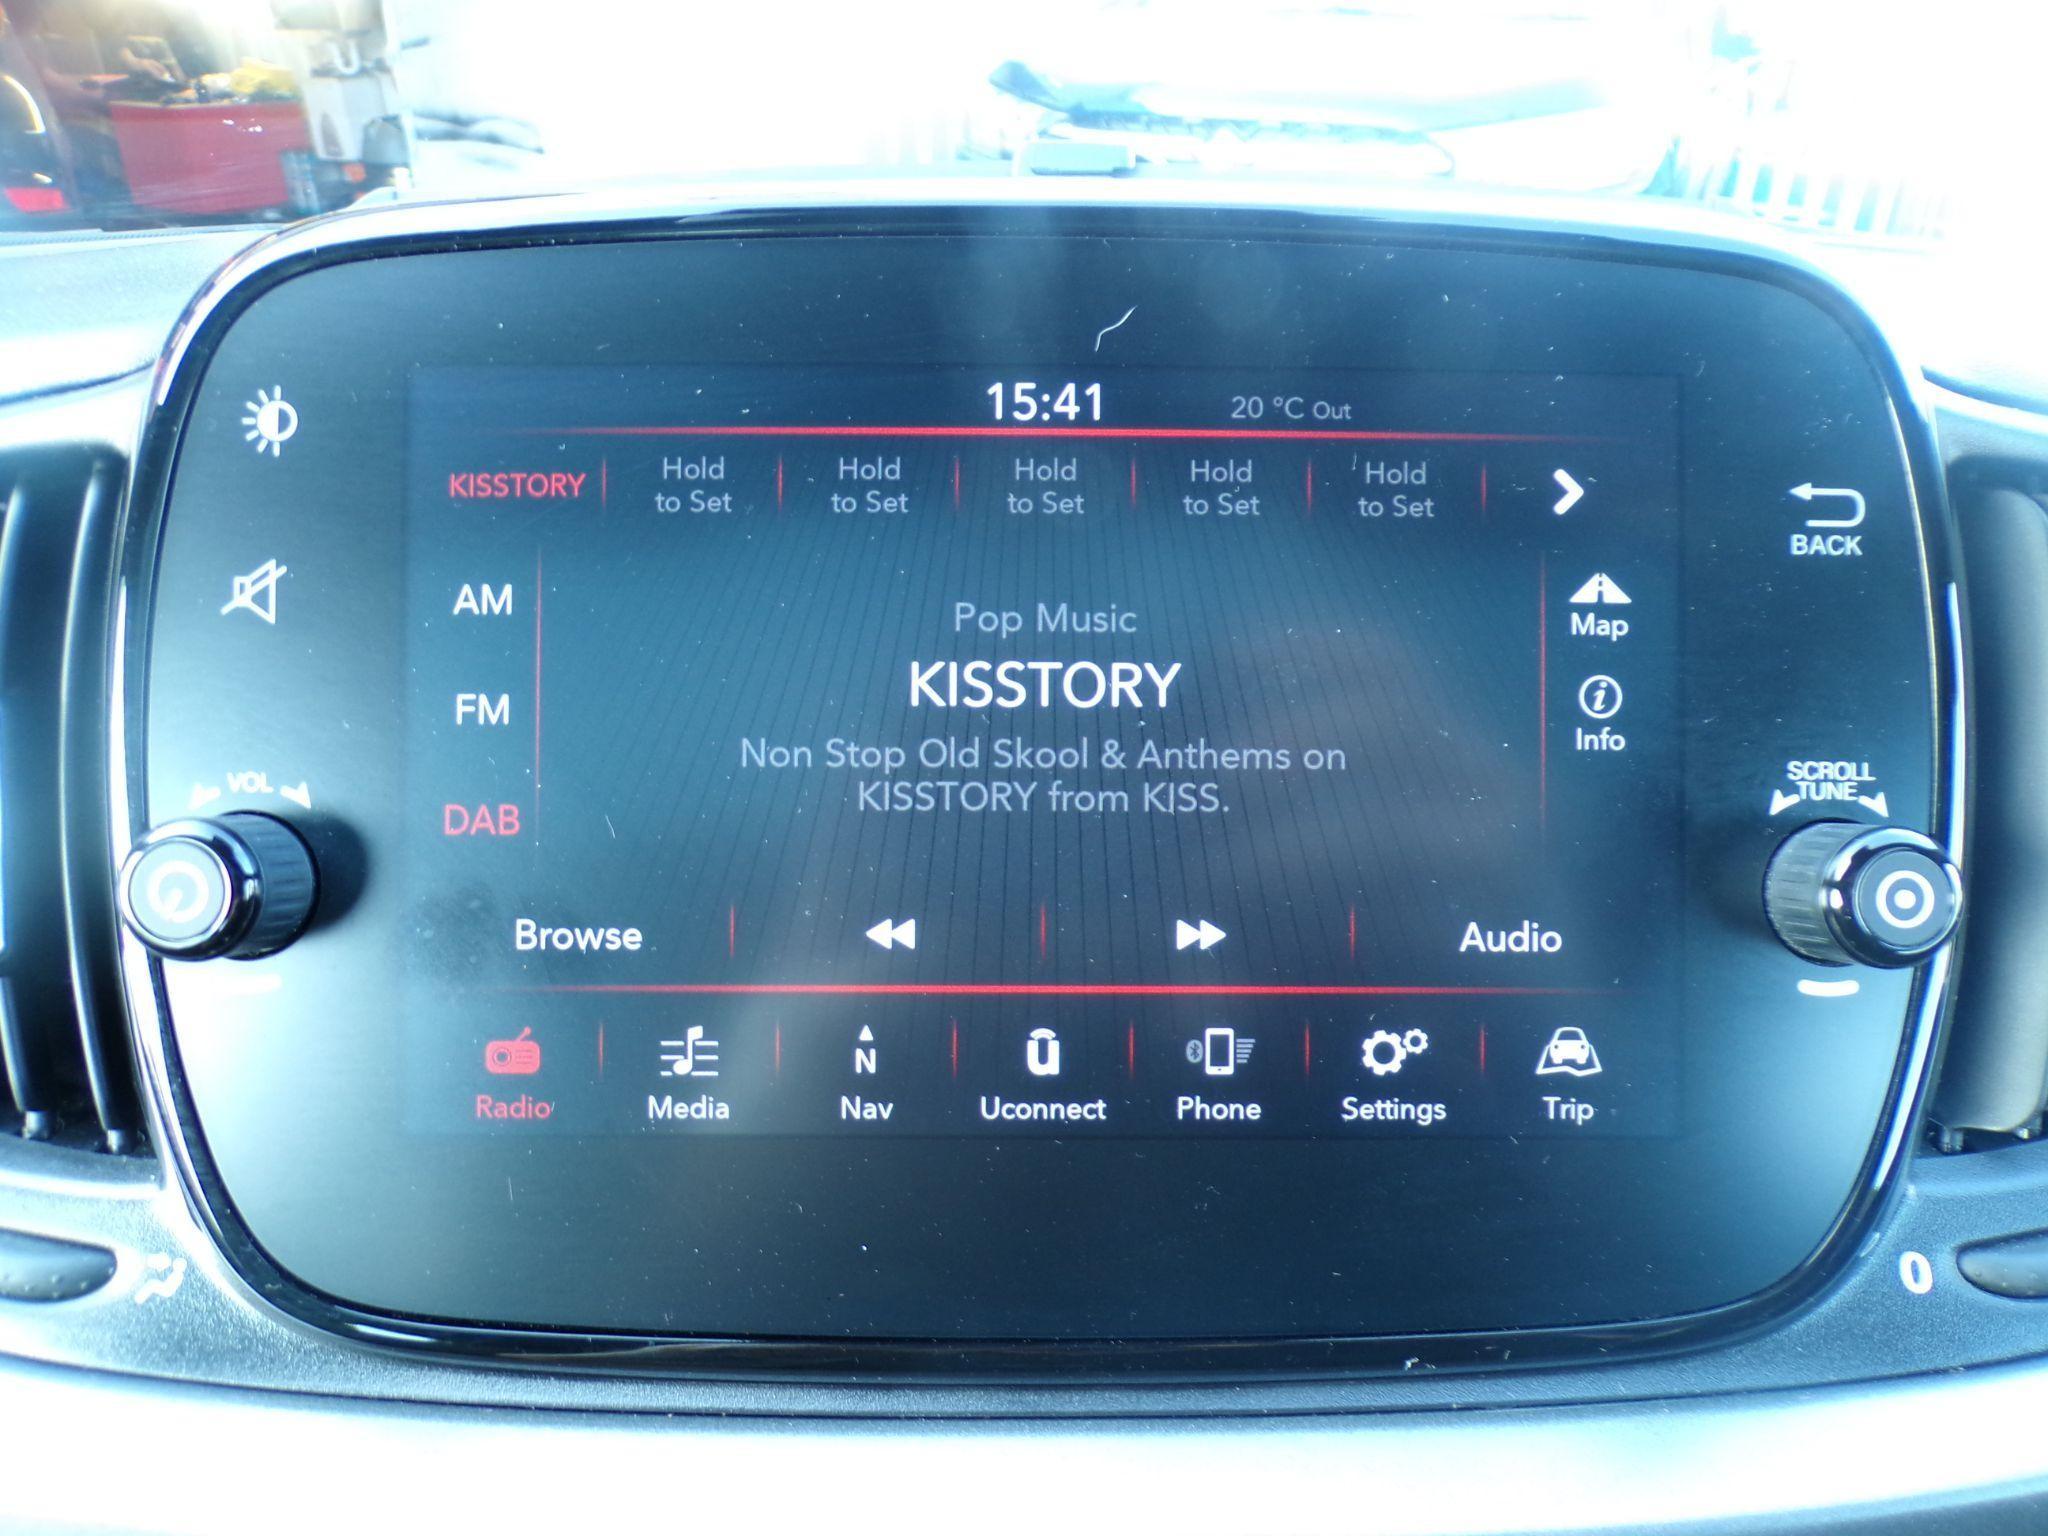 15:41
20 °C Out
KISSTORY
Hold
to Set
Hold
to Set
Hold
to Set
Hold
to Set
Hold
to Set
BACK
AM
FM
DAB
Pop Music
KISSTORY
Non Stop Old Skool & Anthems on
KISSTORY from KISS.
Map
i
Info
VOL
SCROLL
TUNE
Browse
Audio
Radio
Media
N
Nav
u
Uconnect
Phone
Settings
Trip
0